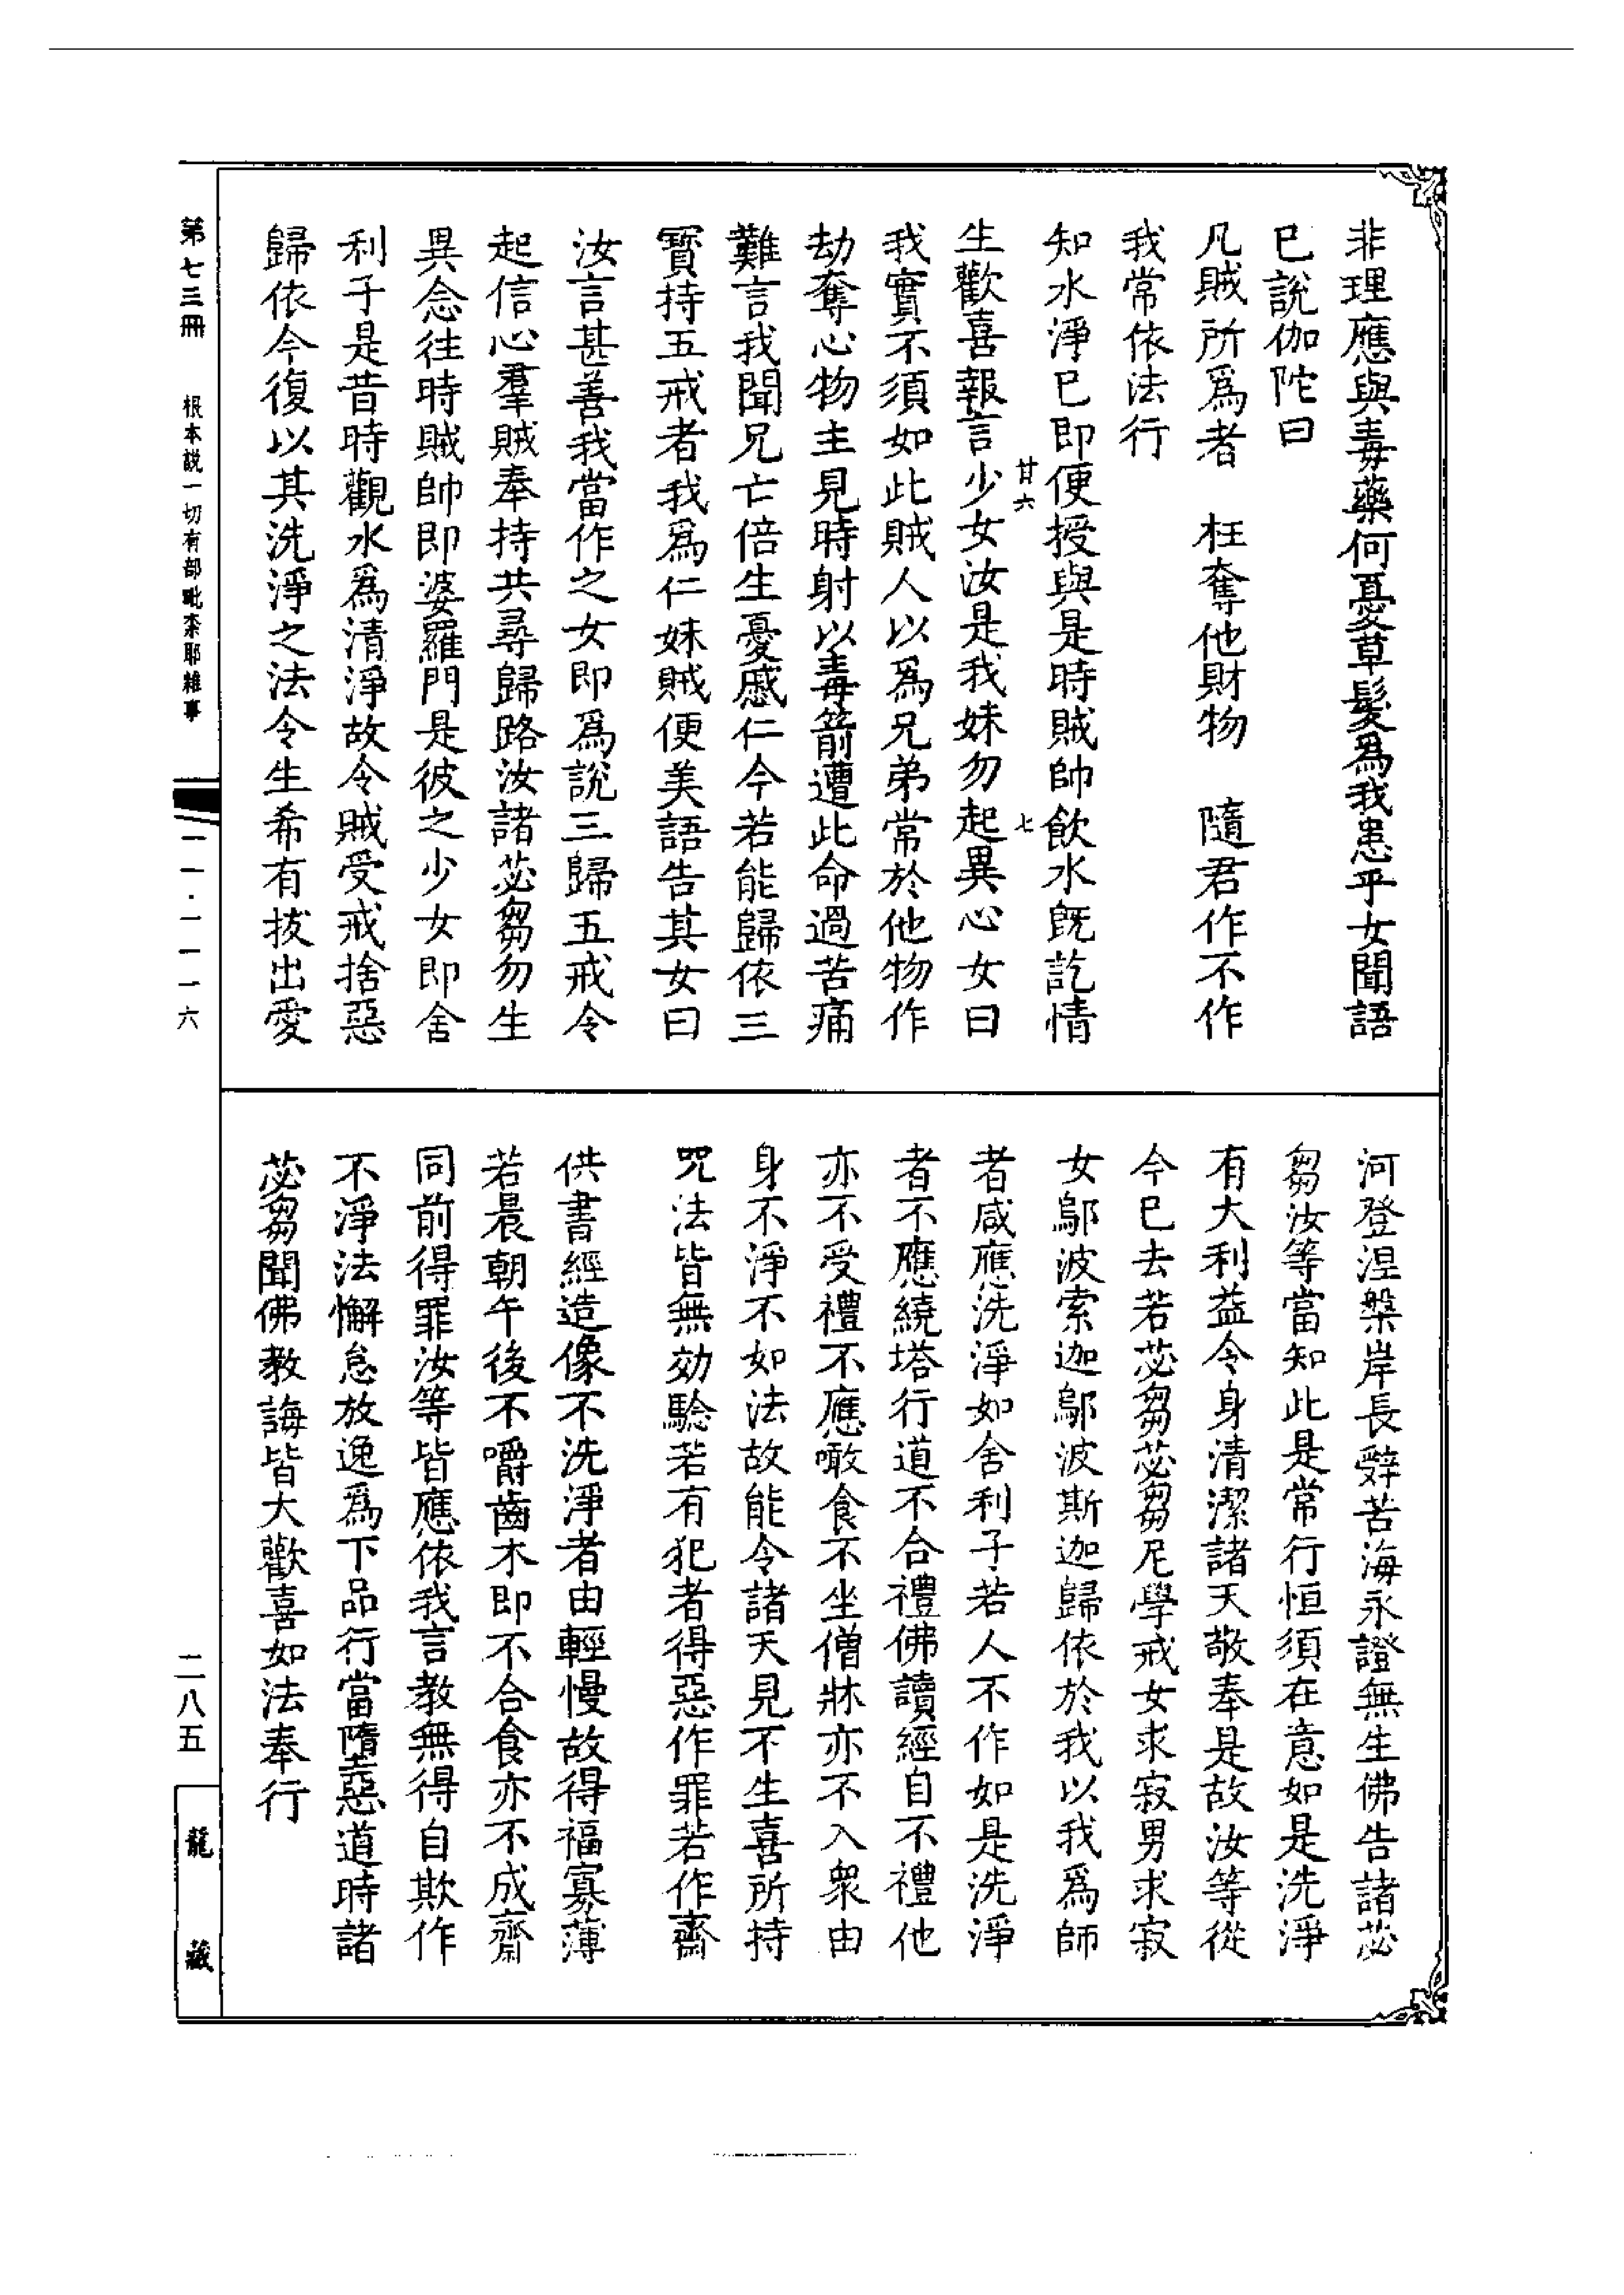 非理應與毒藥何憂草髮爲我患乎女聞語
已說伽陀曰
凡賊所爲者　枉奪他財物　隨君作不作
我常依法行
知水淨已即便授與是時賊帥飲水既訖情
廿六　七
生歡喜報言少女汝是我妹勿起異心女曰
我實不須如此賊人以爲兄弟常於他物作
劫奪心物主見時射以毒箭遭此命過苦痛
難言我聞兄亡倍生憂慼仁今若能歸依三
寶持五戒者我爲仁妹賊便美語告其女曰
汝言甚善我當作之女即爲說三歸五戒令
起信心羣賊奉持共尋歸路汝諸苾芻勿生
異念往時賊帥即婆羅門是彼之少女即舍
利子是昔時觀水爲清淨故令賊受戒捨惡
歸依今復以其洗淨之法令生希有拔出愛
河登涅槃岸長辭苦海永證無生佛告諸苾
芻汝等當知此是常行恒須在意如是洗淨
有大利益令身清潔諸天敬奉是故汝等從
今已去若苾芻苾芻尼學戒女求寂男求寂
女鄔波索迦鄔波斯迦歸依於我以我爲師
者咸應洗淨如舍利子若人不作如是洗淨
者不應繞塔行道不合禮佛讀經自不禮他
亦不受禮不應噉食不坐僧牀亦不入衆由
身不淨不如法故能令諸天見不生喜所持
咒法皆無効驗若有犯者得惡作罪若作齋
供書經造像不洗淨者由輕慢故得福寡薄
若晨朝午後不嚼齒木即不合食亦不成齋
同前得罪汝等皆應依我言教無得自欺作
不淨法懈怠放逸爲下品行當墮惡道時諸
苾芻聞佛教誨皆大歡喜如法奉行
第七三冊　根本說一切有部毗柰耶雜事　一一·一一一六　二八五　龍藏